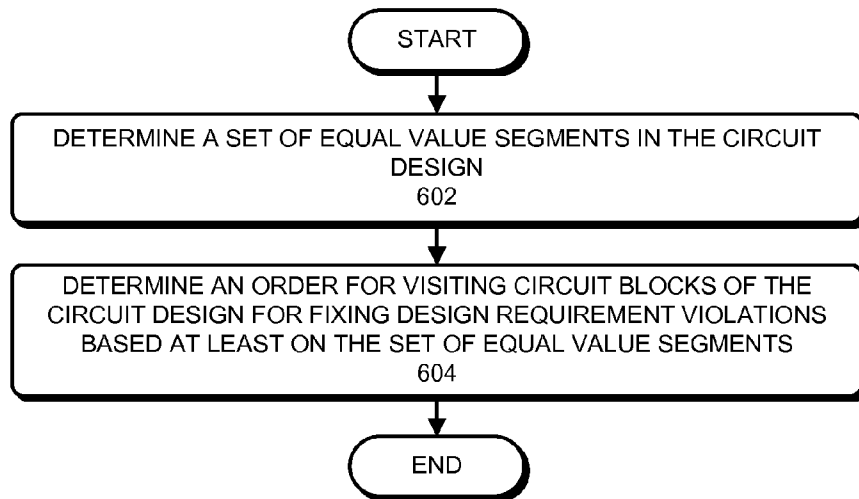 START
DETERMINE A SET OF EQUAL VALUE SEGMENTS IN THE CIRCUIT
DESIGN
602
DETERMINE AN ORDER FOR VISITING CIRCUIT BLOCKS OF THE
CIRCUIT DESIGN FOR FIXING DESIGN REQUIREMENT VIOLATIONS
BASED AT LEAST ON THE SET OF EQUAL VALUE SEGMENTS
604
END